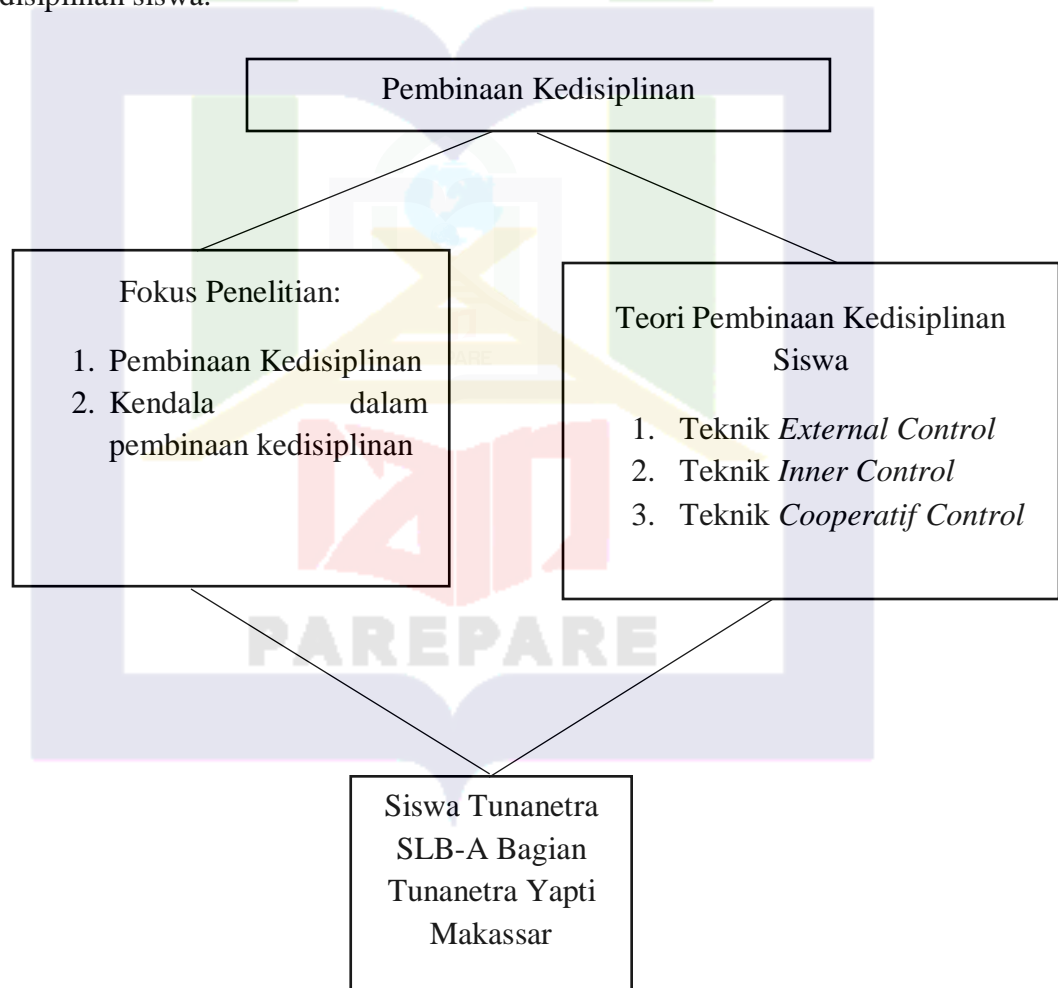 disiplinan siswa.
Pembinaan Kedisiplinan
Fokus Penelitian:
1. Pembinaan Kedisiplinan
2. Kendala dalam
pembinaan kedisiplinan
Teori Pembinaan Kedisiplinan
Siswa
1. Teknik External Control
2. Teknik Inner Control
3. Teknik Cooperatif Control
PAREPARE
Siswa Tunanetra
SLB-A Bagian
Tunanetra Yapti
Makassar